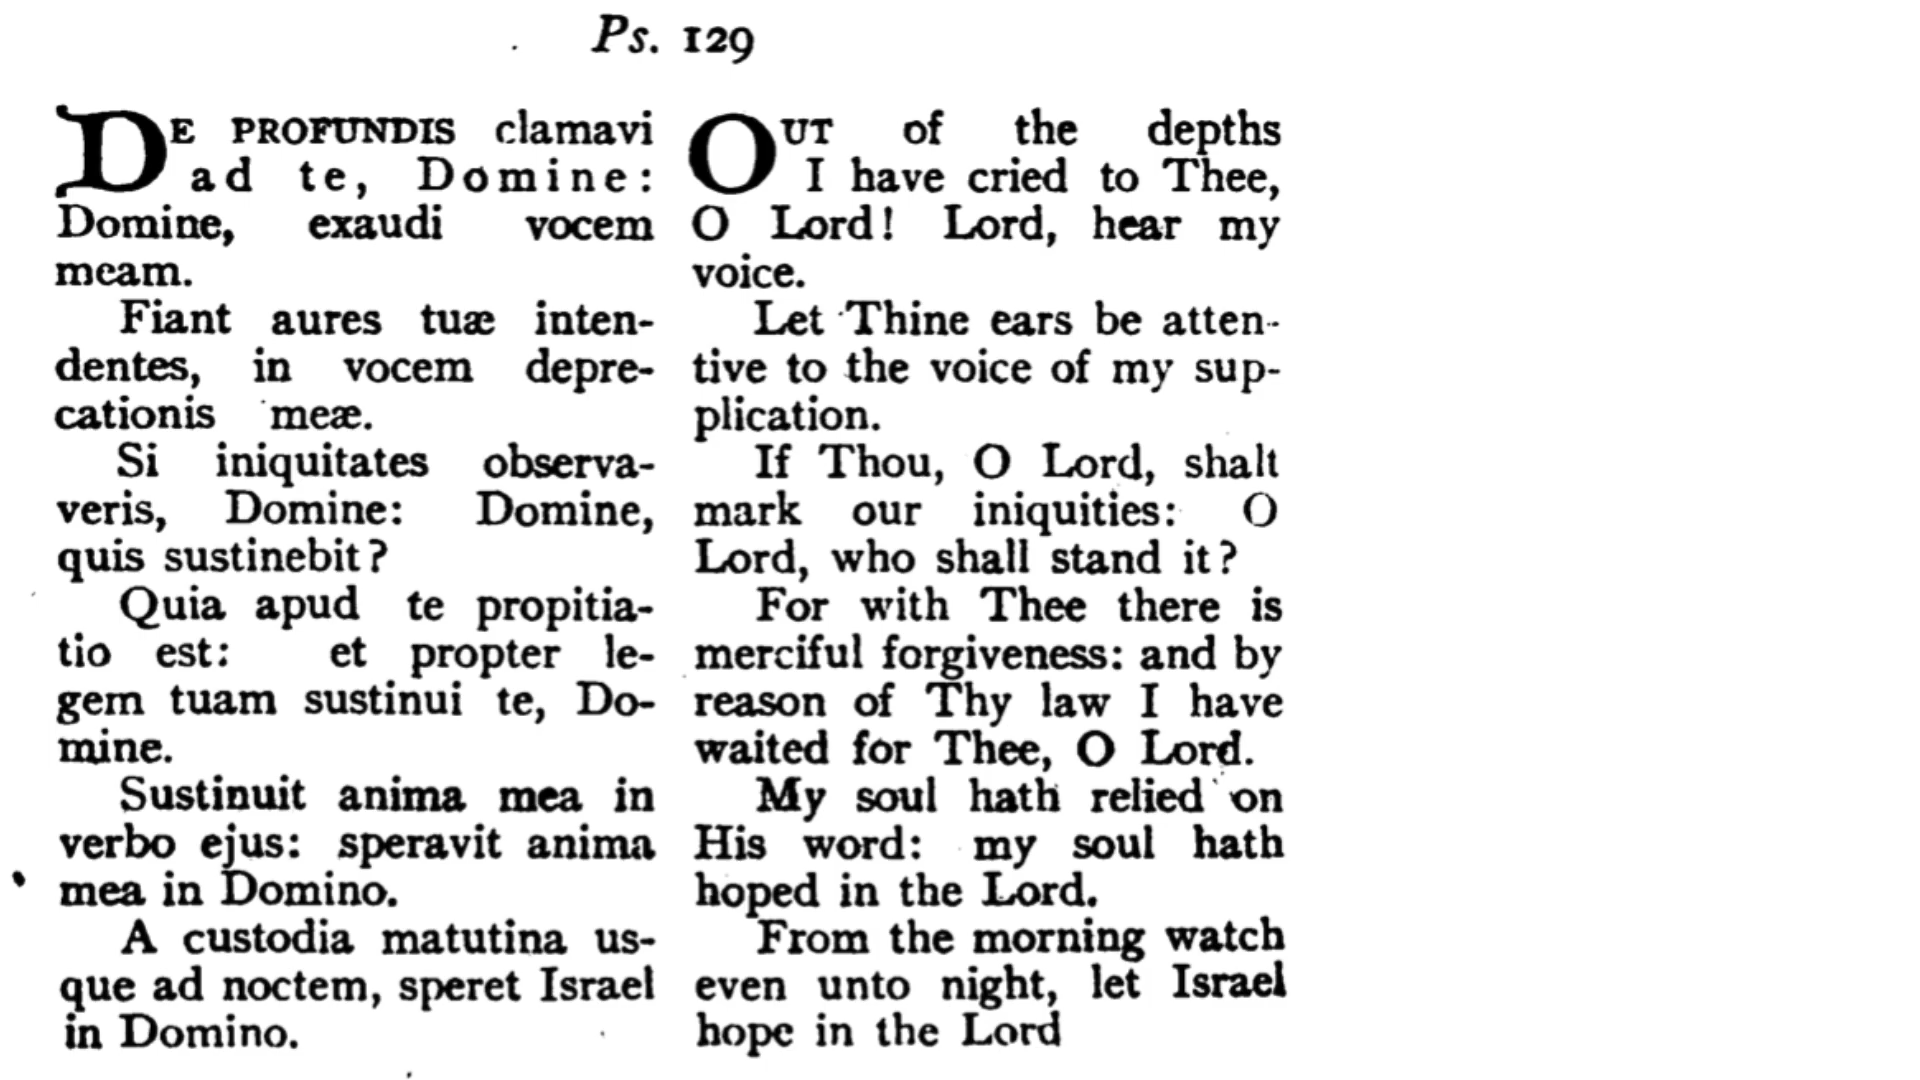 Ps. 129
DE PROFUNDIS clamavi
ad te, Domine:
Domine, exaudi vocem
meam.
Fiant aures tuæ inten-
dentes, in vocem depre-
cationis meæ.
Si iniquitates observa-
veris, Domine: Domine,
quis sustinebit?
Quia apud te propitia-
tio est: et propter le-
gem tuam sustinui te, Do-
mine.
Sustinuit anima mea in
verbo ejus: speravit anima
mea in Domino.
A custodia matutina us-
que ad noctem, speret Israel
in Domino.
OUT of the depths
I have cried to Thee,
O Lord! Lord, hear my
voice.
Let Thine ears be atten-
tive to the voice of my sup-
plication.
If Thou, O Lord, shalt
mark our iniquities: O
Lord, who shall stand it?
For with Thee there is
merciful forgiveness: and by
reason of Thy law I have
waited for Thee, O Lord.
My soul hath relied on
His word: my soul hath
hoped in the Lord.
From the morning watch
even unto night, let Israel
hope in the Lord